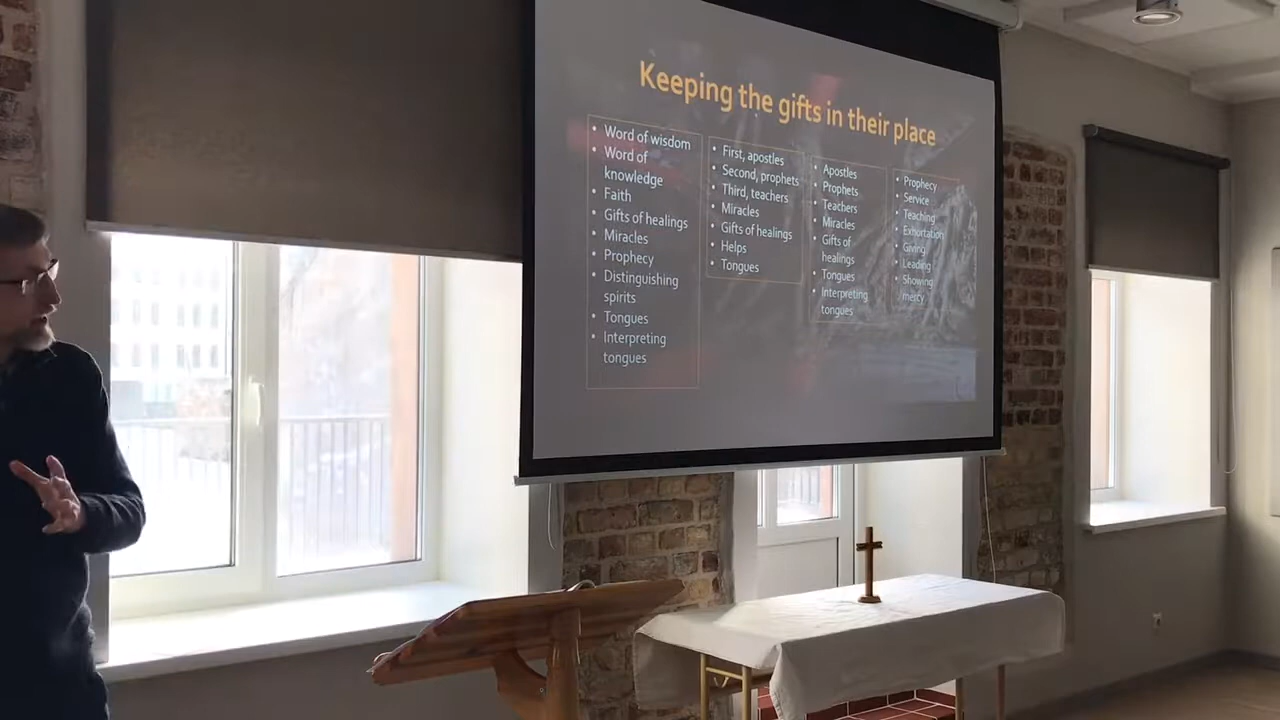 Keeping the gifts in their place
• Word of wisdom
• Word of
knowledge
• Faith
• Gifts of healings
• Miracles
• Prophecy
• Distinguishing
spirits
• Tongues
• Interpreting
tongues
• First, apostles
• Second, prophets
• Third, teachers
• Miracles
• Gifts of healings
• Helps
• Tongues
• Apostles
• Prophets
• Teachers
• Miracles
• Gifts of
healings
• Tongues
• Interpreting
tongues
• Prophecy
• Service
• Teaching
• Exhortation
• Giving
• Leading
• Showing
mercy